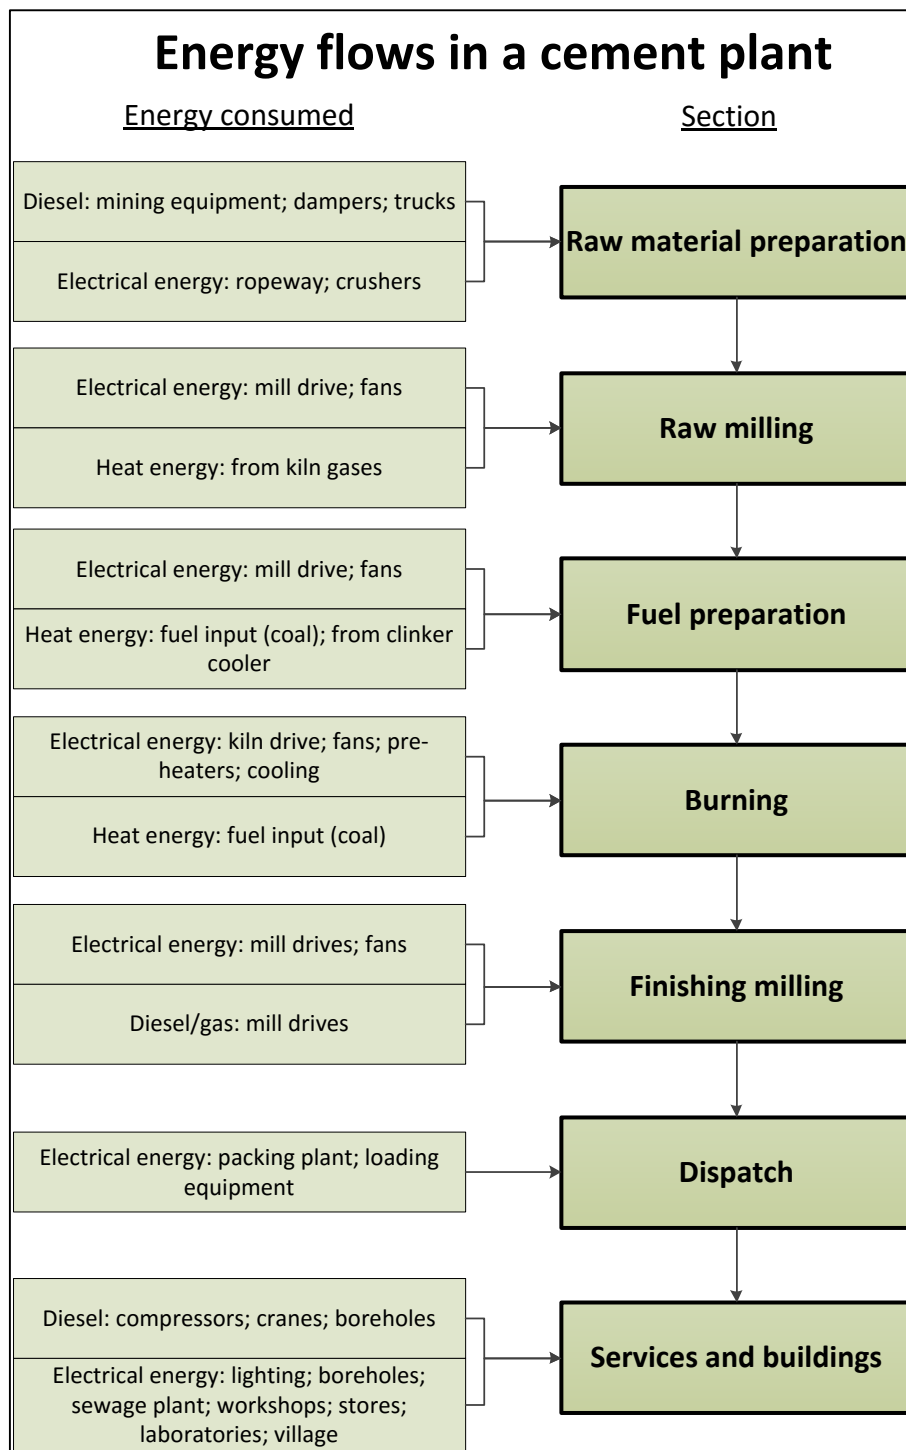 Energy flows in a cement plant
Energy consumed
Section
Diesel: mining equipment; dampers; trucks
Electrical energy: ropeway; crushers
Raw material preparation
Electrical energy: mill drive; fans
Heat energy: from kiln gases
Raw milling
Electrical energy: mill drive; fans
Heat energy: fuel input (coal); from clinker
cooler
Fuel preparation
Electrical energy: kiln drive; fans; pre-
heaters; cooling
Heat energy: fuel input (coal)
Burning
Electrical energy: mill drives; fans
Diesel/gas: mill drives
Finishing milling
Electrical energy: packing plant; loading
equipment
Dispatch
Diesel: compressors; cranes; boreholes
Electrical energy: lighting; boreholes;
sewage plant; workshops; stores;
laboratories; village
Services and buildings